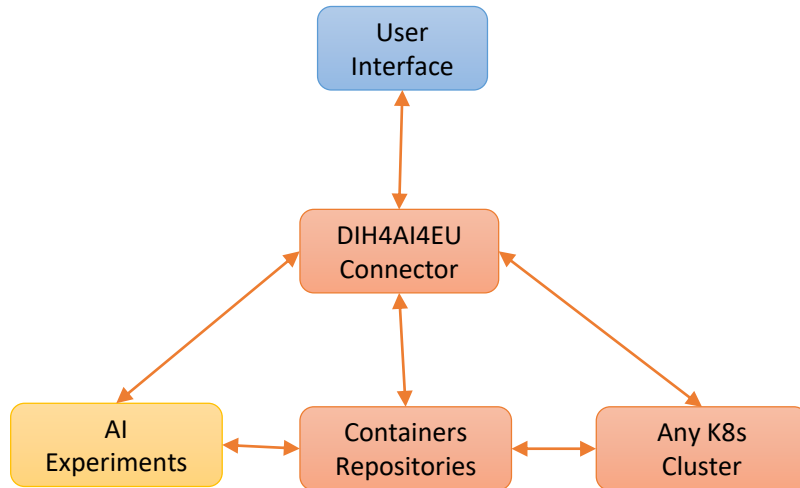 User
Interface
DIH4AI4EU
Connector
AI
Experiments
Containers
Repositories
Any K8s
Cluster